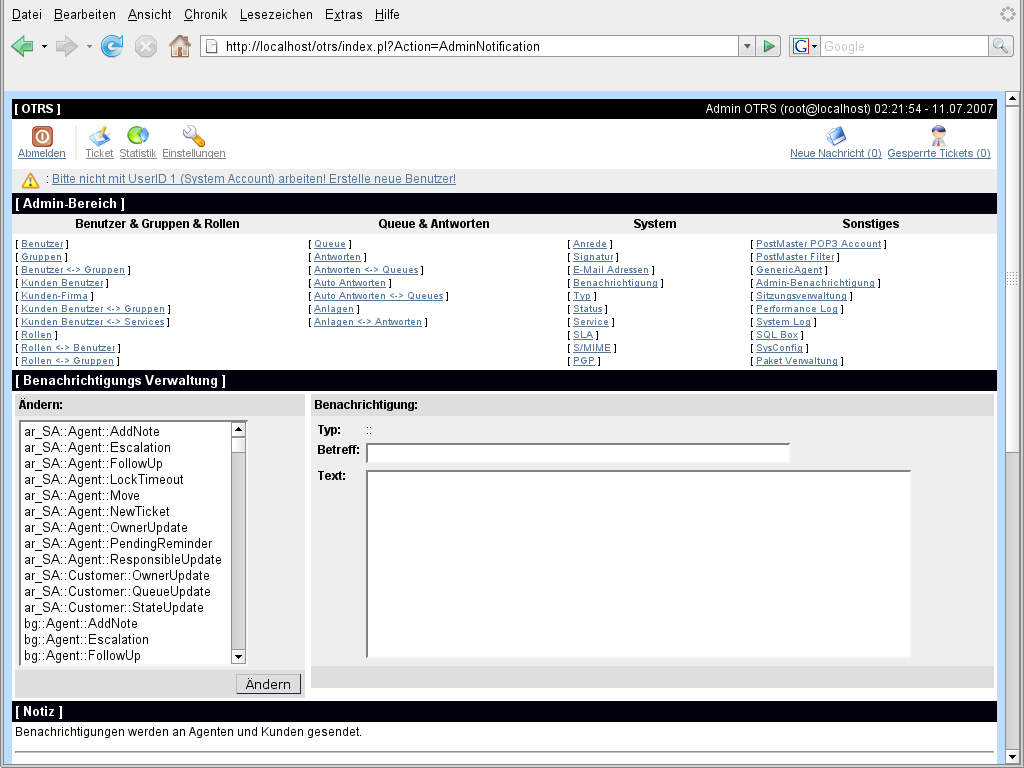 Datei Bearbeiten Ansicht Chronik Lesezeichen Extras Hilfe
http://localhost/otrs/index.pl?Action=AdminNotification
G Google
[ OTRS ] Admin OTRS (root@localhost) 02:21:54 - 11.07.2007
Abmelden Ticket Statistik Einstellungen Neue Nachricht (0) Gesperrte Tickets (0)
: Bitte nicht mit UserID 1 (System Account) arbeiten! Erstelle neue Benutzer!
[ Admin-Bereich ]
Benutzer & Gruppen & Rollen Queue & Antworten System Sonstiges
[ Benutzer ] [ Queue ] [ Anrede ] [ PostMaster POP3 Account ]
[ Gruppen ] [ Antworten ] [ Signatur ] [ PostMaster Filter ]
[ Benutzer <-> Gruppen ] [ Antworten <-> Queues ] [ E-Mail Adressen ] [ GenericAgent ]
[ Kunden Benutzer ] [ Auto Antworten ] [ Benachrichtigung ] [ Admin-Benachrichtigung ]
[ Kunden-Firma ] [ Auto Antworten <-> Queues ] [ Typ ] [ Sitzungsverwaltung ]
[ Kunden Benutzer <-> Gruppen ] [ Anlagen ] [ Status ] [ Performance Log ]
[ Kunden Benutzer <-> Services ] [ Anlagen <-> Antworten ] [ Service ] [ System Log ]
[ Rollen ] [ SLA ] [ SQL Box ]
[ Rollen <-> Benutzer ] [ S/MIME ] [ SysConfig ]
[ Rollen <-> Gruppen ] [ PGP ] [ Paket Verwaltung ]
[ Benachrichtigungs Verwaltung ]
Ändern:
ar_SA::Agent::AddNote
ar_SA::Agent::Escalation
ar_SA::Agent::FollowUp
ar_SA::Agent::LockTimeout
ar_SA::Agent::Move
ar_SA::Agent::NewTicket
ar_SA::Agent::OwnerUpdate
ar_SA::Agent::PendingReminder
ar_SA::Agent::ResponsibleUpdate
ar_SA::Customer::OwnerUpdate
ar_SA::Customer::QueueUpdate
ar_SA::Customer::StateUpdate
bg::Agent::AddNote
bg::Agent::Escalation
bg::Agent::FollowUp
Ändern
Benachrichtigung:
Typ: ::
Betreff:
Text:
[ Notiz ]
Benachrichtigungen werden an Agenten und Kunden gesendet.